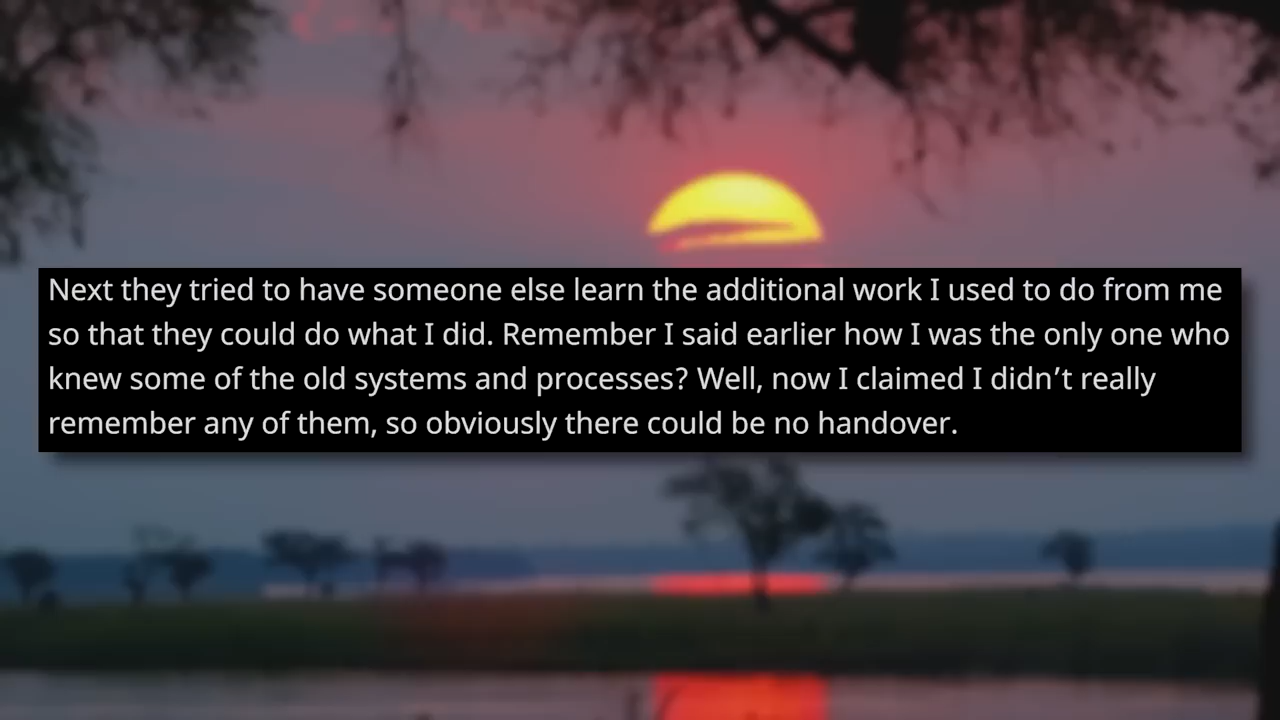 Next they tried to have someone else learn the additional work I used to do from me
so that they could do what I did. Remember I said earlier how I was the only one who
knew some of the old systems and processes? Well, now I claimed I didn’t really
remember any of them, so obviously there could be no handover.